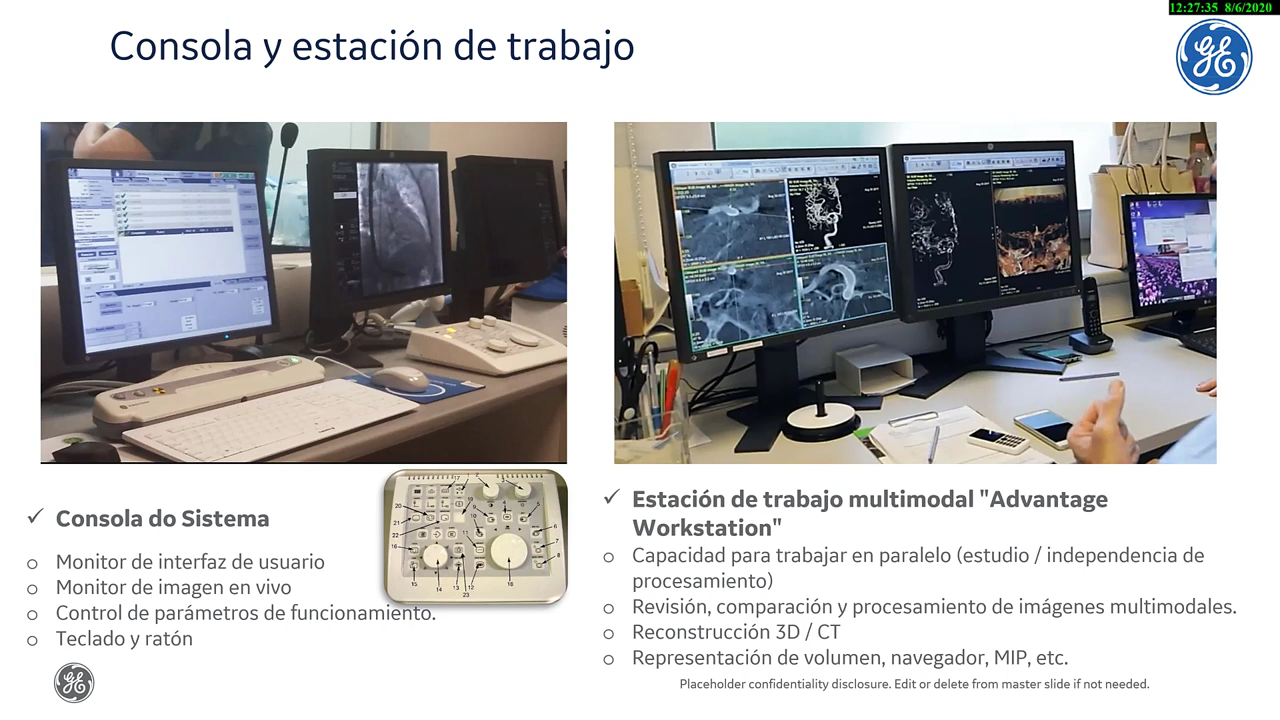 12:27:35 8/6/2020
Consola y estación de trabajo
GE
✓ Consola do Sistema
o Monitor de interfaz de usuario
o Monitor de imagen en vivo
o Control de parámetros de funcionamiento.
o Teclado y ratón
✓ Estación de trabajo multimodal "Advantage
Workstation"
o Capacidad para trabajar en paralelo (estudio / independencia de
procesamiento)
o Revisión, comparación y procesamiento de imágenes multimodales.
o Reconstrucción 3D / CT
o Representación de volumen, navegador, MIP, etc.
GE
Placeholder confidentiality disclosure. Edit or delete from master slide if not needed.